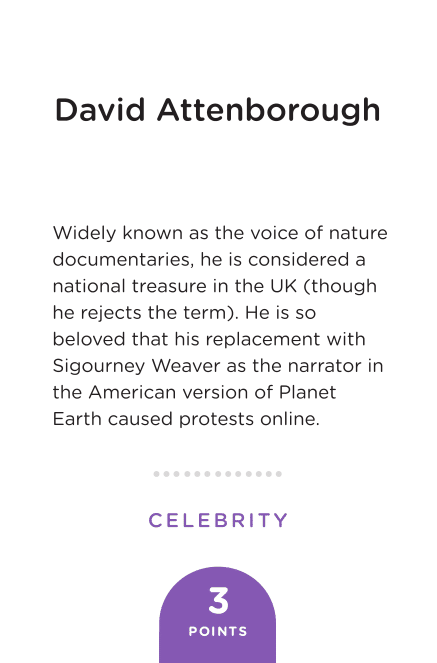 David Attenborough
Widely known as the voice of nature
documentaries, he is considered a
national treasure in the UK (though
he rejects the term). He is so
beloved that his replacement with
Sigourney Weaver as the narrator in
the American version of Planet
Earth caused protests online.
CELEBRITY
3
POINTS